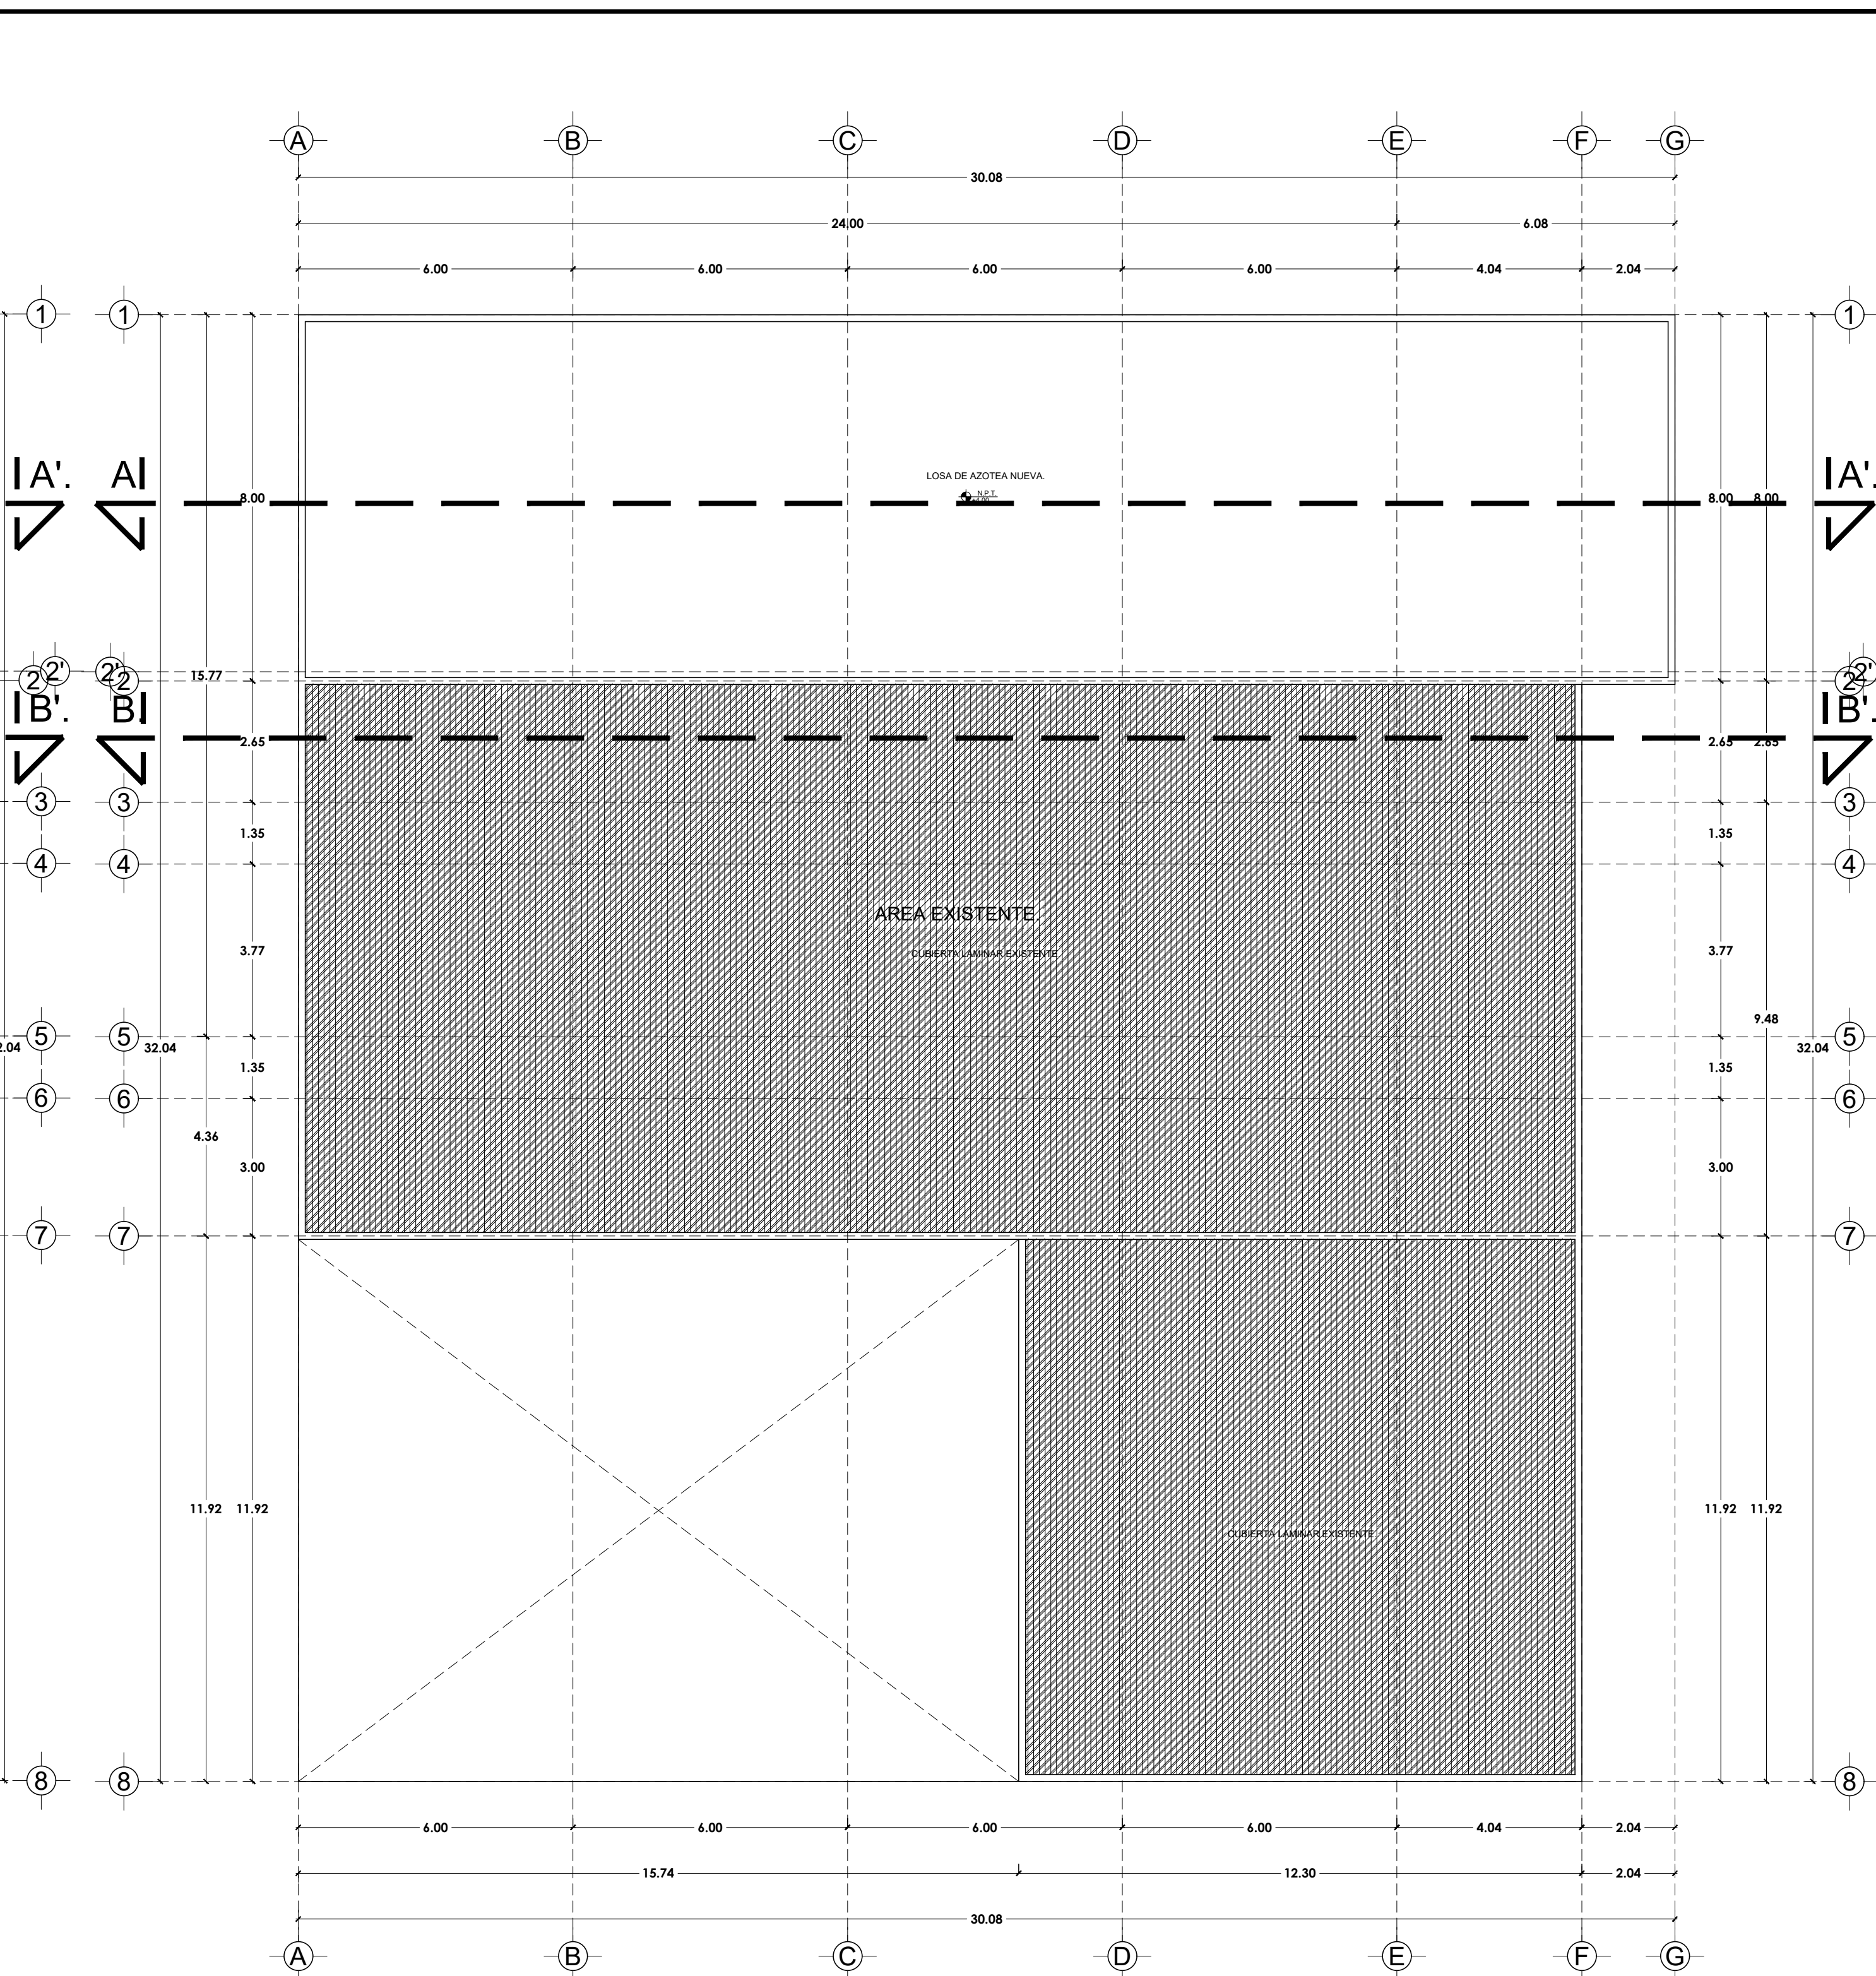 A B C D E F G
30.08
24.00 6.08
6.00 6.00 6.00 6.00 4.04 2.04
1 1 1
LOSA DE AZOTEA NUEVA.
N.P.T.
A'. A A'.
8.00 8.00 8.00
2 2' 2' 2 2 2'
15.77
B'. B B'.
2.65 2.65 2.65
3 3 3
1.35 1.35
4 4 4
AREA EXISTENTE.
3.77 3.77
CUBIERTA LAMINAR EXISTENTE
9.48
5 5 5
2.04 32.04 32.04
1.35 1.35
6 6 6
4.36
3.00 3.00
7 7 7
11.92 11.92 11.92 11.92
CUBIERTA LAMINAR EXISTENTE.
8 8 8
6.00 6.00 6.00 6.00 4.04 2.04
15.74 12.30 2.04
30.08
A B C D E F G